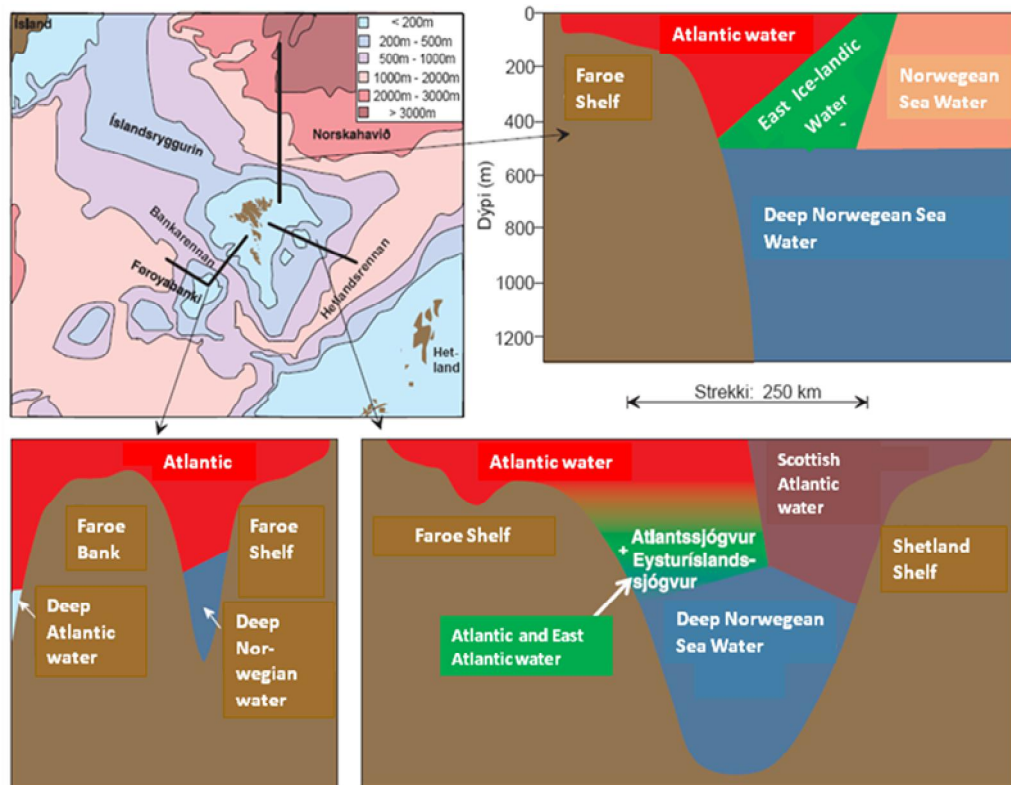 Ísland
< 200m
200m - 500m
500m - 1000m
1000m - 2000m
2000m - 3000m
> 3000m
Norskahavið
Íslandsryggurin
Bankarennan
Føroyabanki
Hetlandsrennan
Het-
land
0
200
400
600
800
1000
1200
Dýpi (m)
Atlantic water
Faroe
Shelf
East Ice-landic
Water
-
Norwegean
Sea Water
Deep Norwegean Sea
Water
Strekki: 250 km
Atlantic
Faroe
Bank
Faroe
Shelf
Deep
Atlantic
water
Deep
Nor-
wegian
water
Atlantic water
Scottish
Atlantic
water
Faroe Shelf
Atlantssjógvur
+ Eysturíslands-
sjógvur
Shetland
Shelf
Atlantic and East
Atlantic water
Deep Norwegean
Sea Water